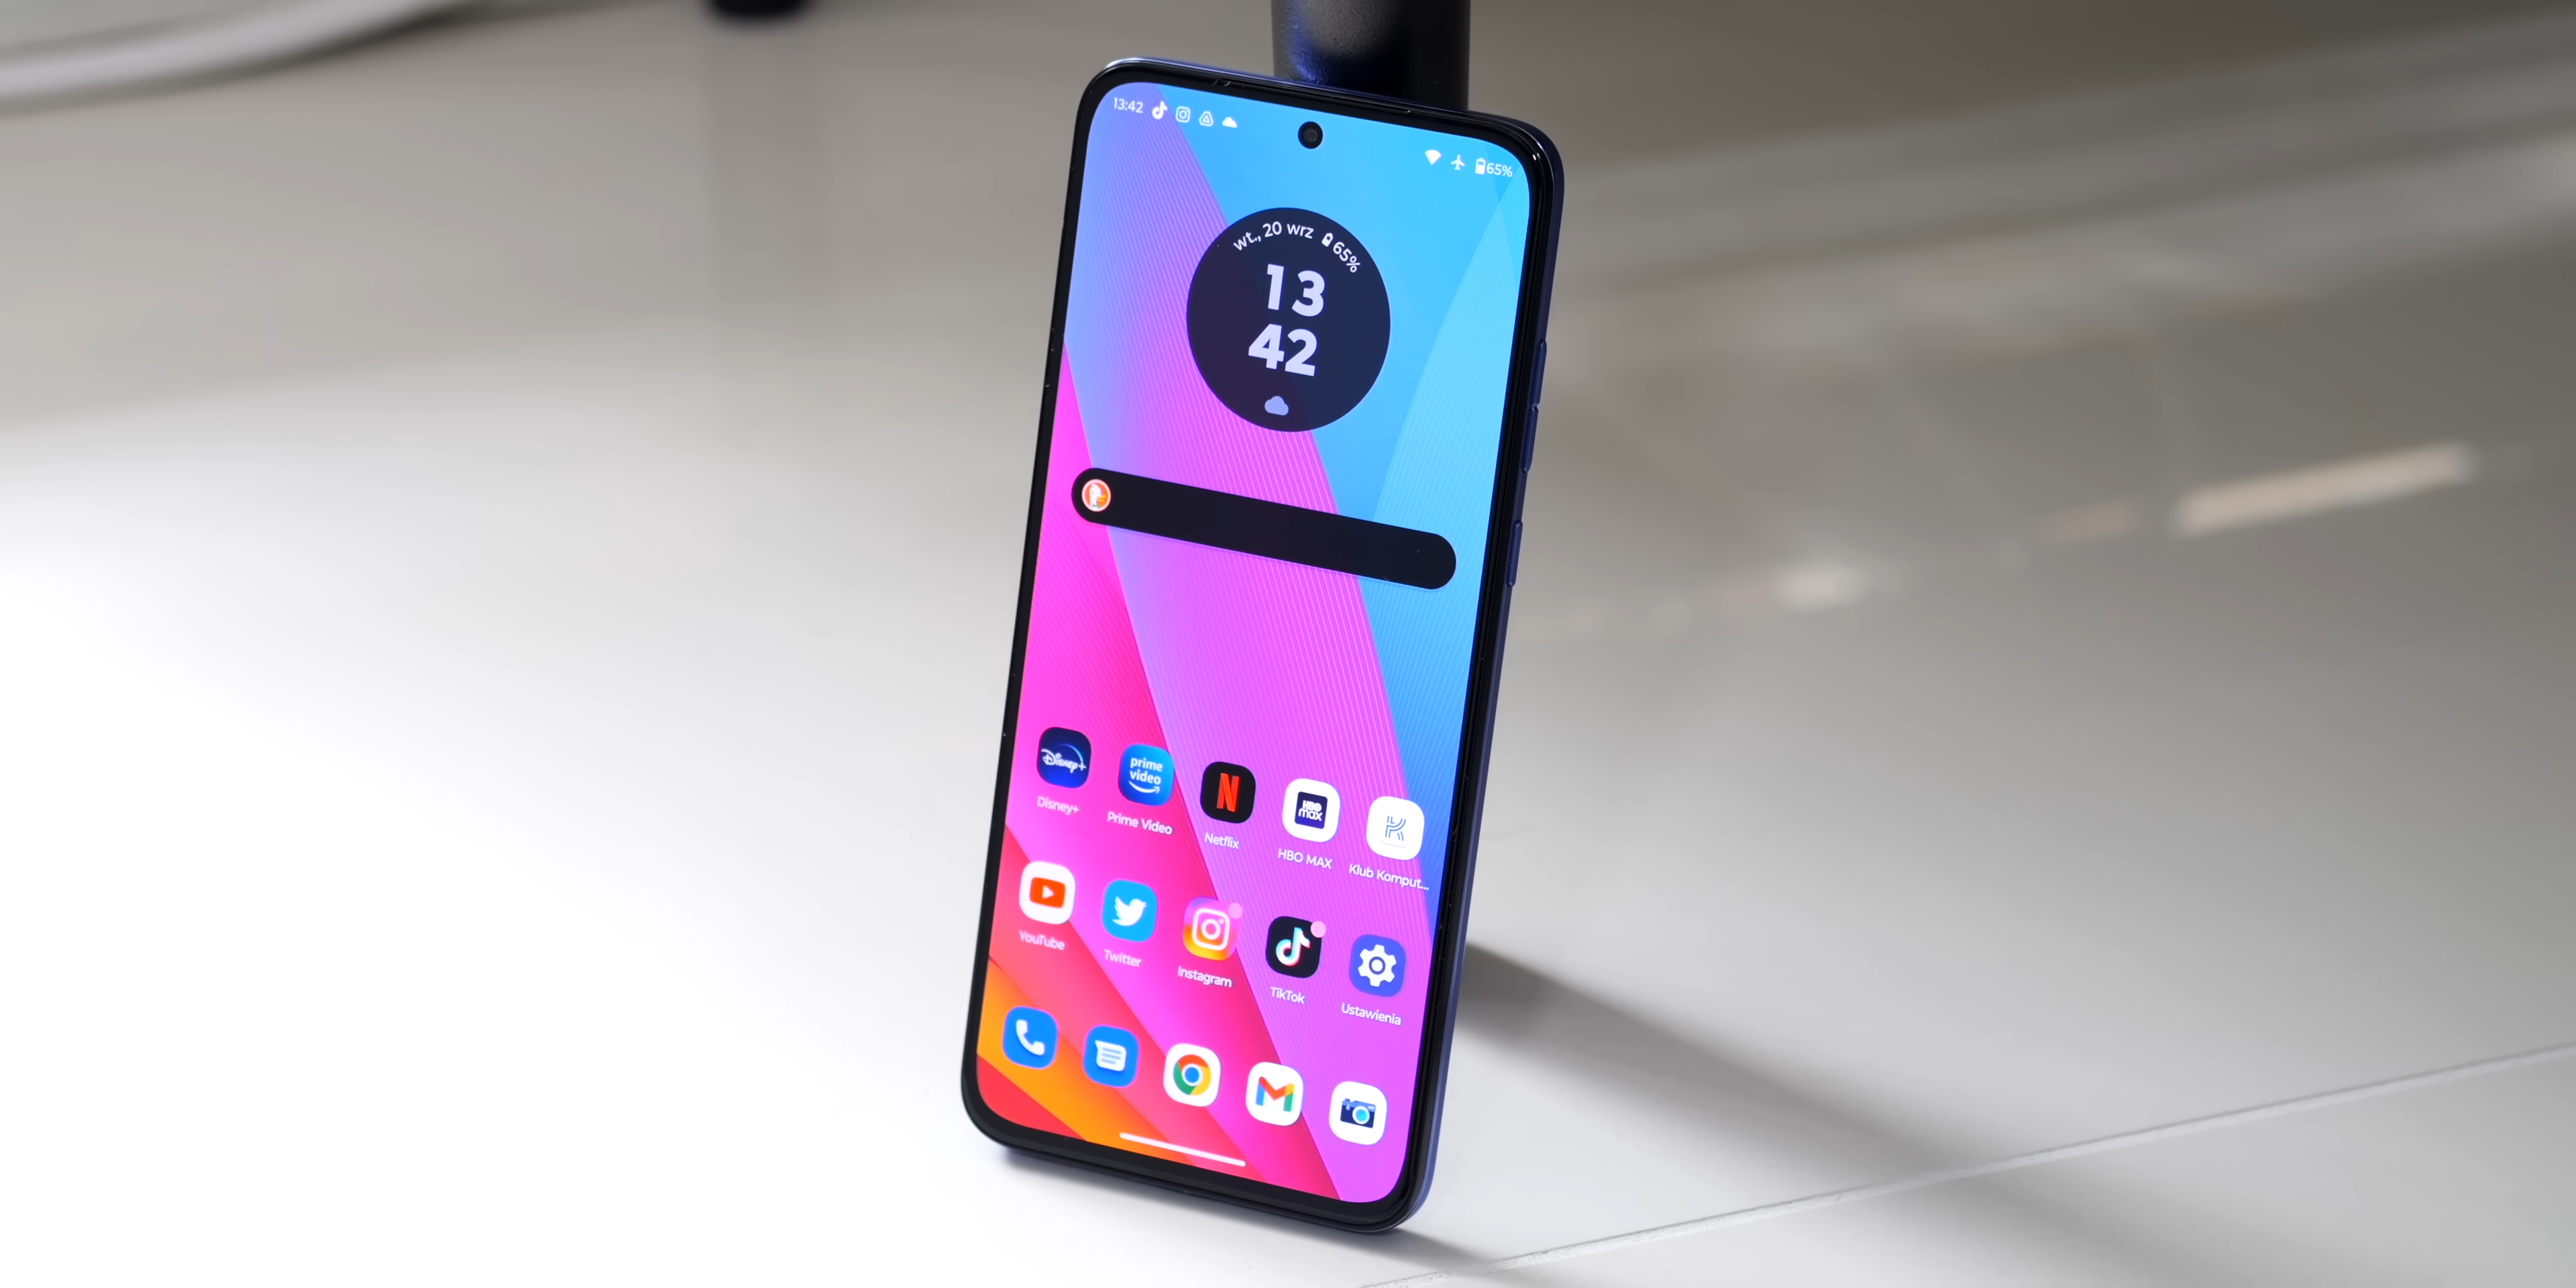 13:42
65%
wt., 20 wrz 65%
13
42
Disney+
prime
video
N
HBO
max
K
Disney+
Prime Video
Netflix
HBO MAX
Klub Komput...
YouTube
Twitter
Instagram
TikTok
Ustawienia